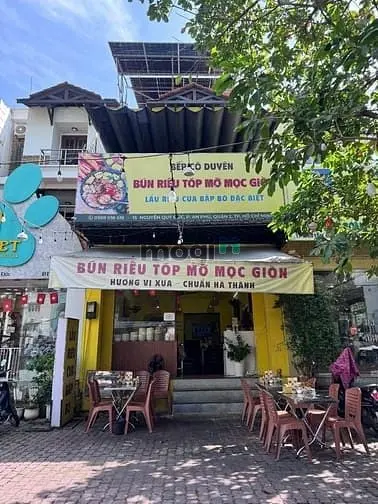 BẾP CÔ DUYÊN
BÚN RIÊU TÓP MỠ MỌC GIÒN
LẨU RIÊU CUA BẮP BÒ ĐẶC BIỆT
mogi
BÚN RIÊU TÓP MỠ MỌC GIÒN
HƯƠNG VỊ XƯA CHUẨN HÀ THÀNH
ET